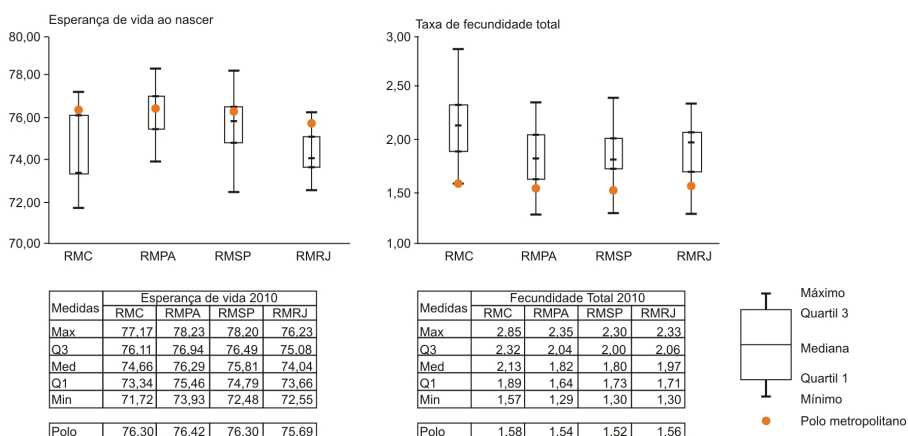 Esperança de vida ao nascer
80,00
78,00
76,00
74,00
72,00
70,00
RMC RMPA RMSP RMRJ
Taxa de fecundidade total
3,00
2,50
2,00
1,50
1,00
RMC RMPA RMSP RMRJ
Medidas Esperança de vida 2010
RMC RMPA RMSP RMRJ
Max 77,17 78,23 78,20 76,23
Q3 76,11 76,94 76,49 75,08
Med 74,66 76,29 75,81 74,04
Q1 73,34 75,46 74,79 73,66
Min 71,72 73,93 72,48 72,55
Polo 76,30 76,42 76,30 75,69
Medidas Fecundidade Total 2010
RMC RMPA RMSP RMRJ
Max 2,85 2,35 2,30 2,33
Q3 2,32 2,04 2,00 2,06
Med 2,13 1,82 1,80 1,97
Q1 1,89 1,64 1,73 1,71
Min 1,57 1,29 1,30 1,30
Polo 1,58 1,54 1,52 1,56
Máximo
Quartil 3
Mediana
Quartil 1
Mínimo
Polo metropolitano